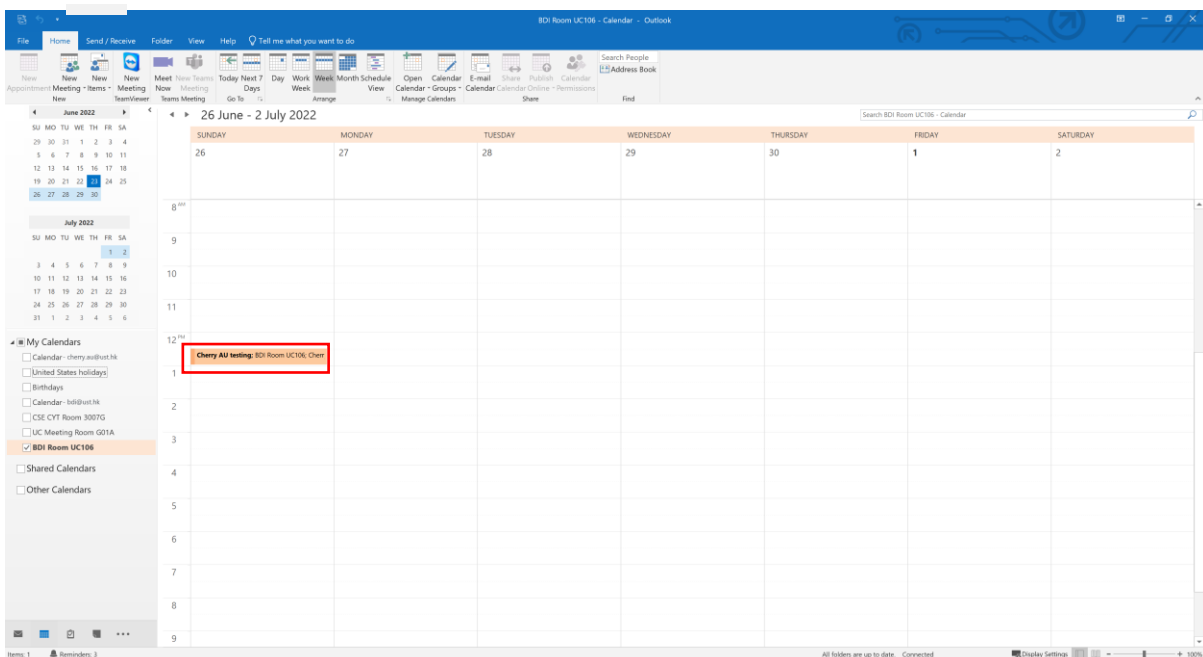 BDI Room UC106 - Calendar - Outlook
File Home Send / Receive Folder View Help Tell me what you want to do
New Appointment
New Meeting
New Items
New Meeting
Meet Now
New Teams Meeting
Today
Next 7 Days
Day
Work Week
Week
Month
Schedule View
Open Calendar
Calendar Groups
E-mail Calendar
Share Calendar
Publish Online
Calendar Permissions
Search People
Address Book
New TeamViewer Teams Meeting Go To Arrange Manage Calendars Share Find
June 2022
SU MO TU WE TH FR SA
29 30 31 1 2 3 4
5 6 7 8 9 10 11
12 13 14 15 16 17 18
19 20 21 22 23 24 25
26 27 28 29 30
July 2022
SU MO TU WE TH FR SA
1 2
3 4 5 6 7 8 9
10 11 12 13 14 15 16
17 18 19 20 21 22 23
24 25 26 27 28 29 30
31 1 2 3 4 5 6
My Calendars
Calendar - cherry.au@ust.hk
United States holidays
Birthdays
Calendar - bdi@ust.hk
CSE CYT Room 3007G
UC Meeting Room G01A
BDI Room UC106
Shared Calendars
Other Calendars
26 June - 2 July 2022
Search BDI Room UC106 - Calendar
SUNDAY MONDAY TUESDAY WEDNESDAY THURSDAY FRIDAY SATURDAY
26 27 28 29 30 1 2
8 AM
9
10
11
12 PM
Cherry AU testing; BDI Room UC106; Cherr
1
2
3
4
5
6
7
8
9
Items: 1 Reminders: 3 All folders are up to date. Connected Display Settings 100%